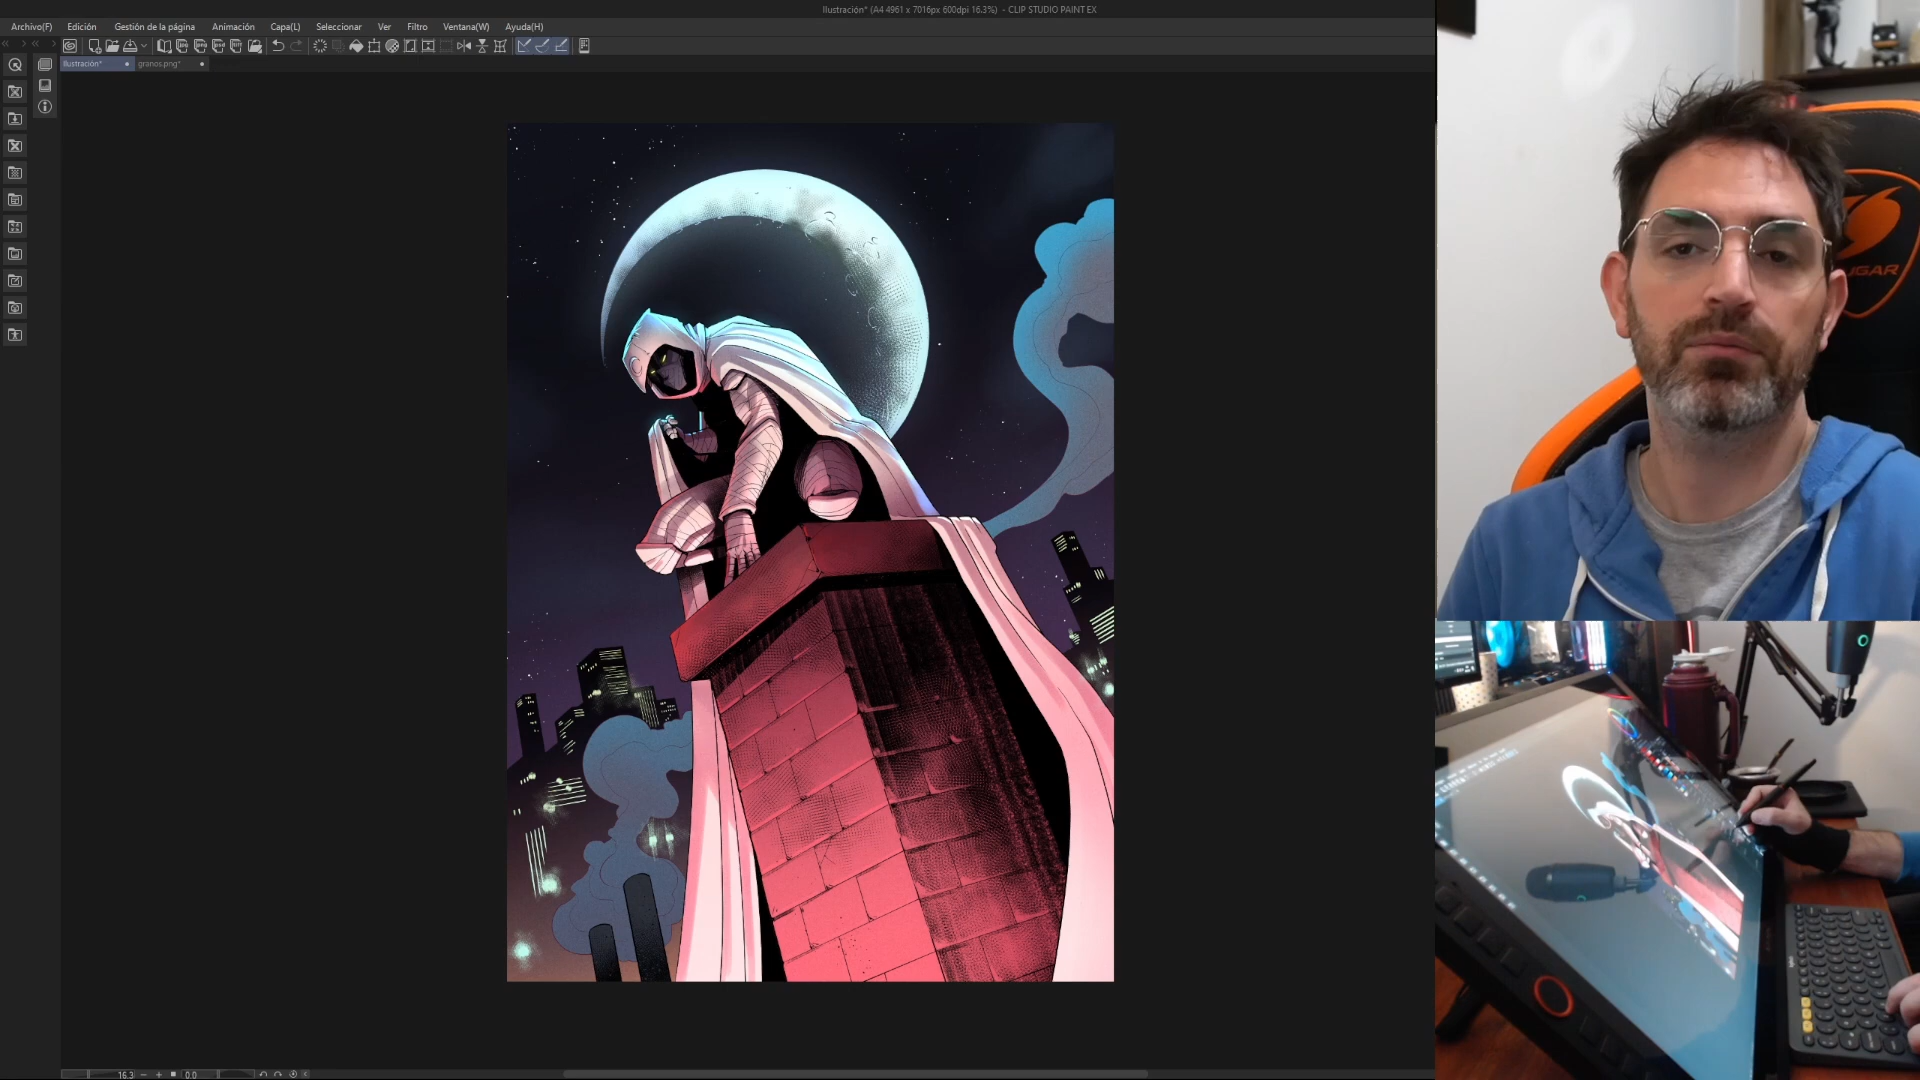 Ilustración* (A4 4961 x 7016px 600dpi 16.3%) - CLIP STUDIO PAINT EX
Archivo(F) Edición Gestión de la página Animación Capa(L) Seleccionar Ver Filtro Ventana(W) Ayuda(H)
Ilustración* granos.png*
UGAR
16.3 0.0